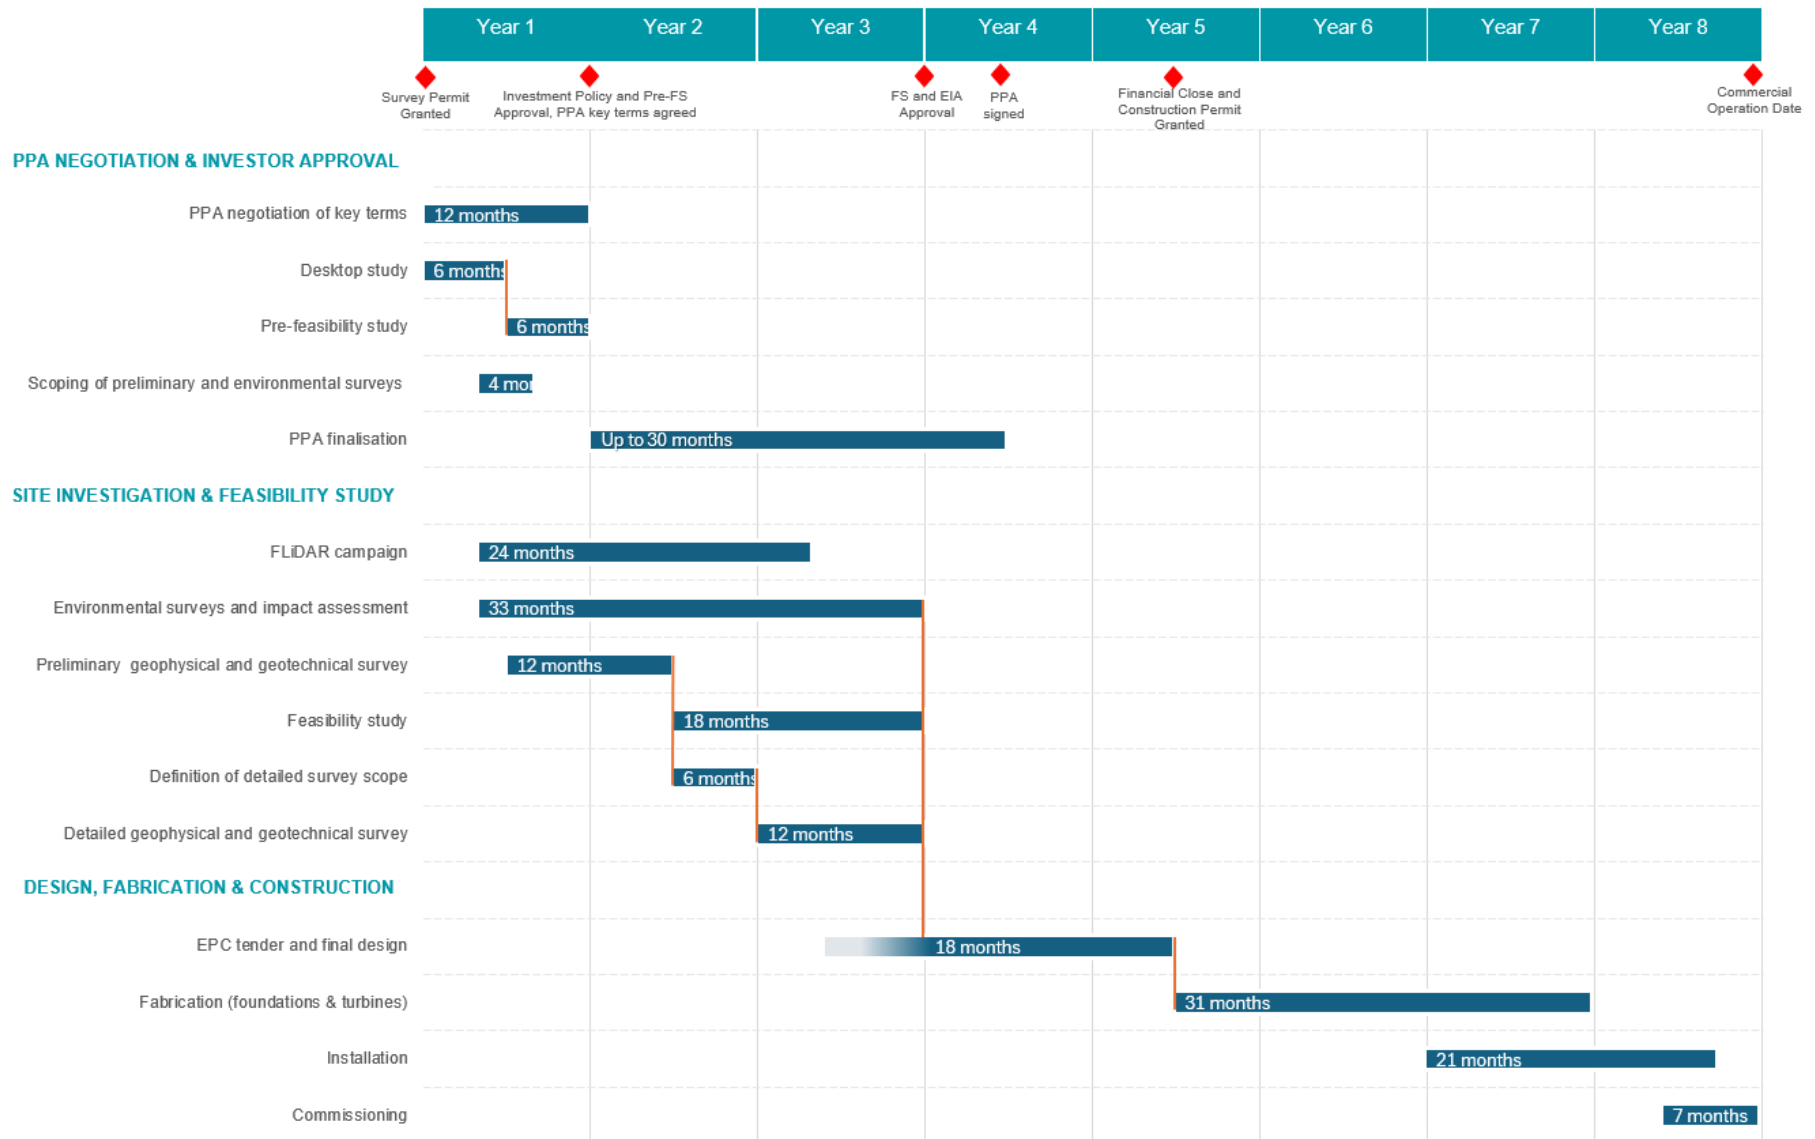 Year 1 Year 2 Year 3 Year 4 Year 5 Year 6 Year 7 Year 8
Survey Permit
Granted
Investment Policy and Pre-FS
Approval, PPA key terms agreed
FS and EIA
Approval
PPA
signed
Financial Close and
Construction Permit
Granted
Commercial
Operation Date
PPA NEGOTIATION & INVESTOR APPROVAL
PPA negotiation of key terms 12 months
Desktop study 6 months
Pre-feasibility study 6 months
Scoping of preliminary and environmental surveys 4 mon
PPA finalisation Up to 30 months
SITE INVESTIGATION & FEASIBILITY STUDY
FLiDAR campaign 24 months
Environmental surveys and impact assessment 33 months
Preliminary geophysical and geotechnical survey 12 months
Feasibility study 18 months
Definition of detailed survey scope 6 months
Detailed geophysical and geotechnical survey 12 months
DESIGN, FABRICATION & CONSTRUCTION
EPC tender and final design 18 months
Fabrication (foundations & turbines) 31 months
Installation 21 months
Commissioning 7 months